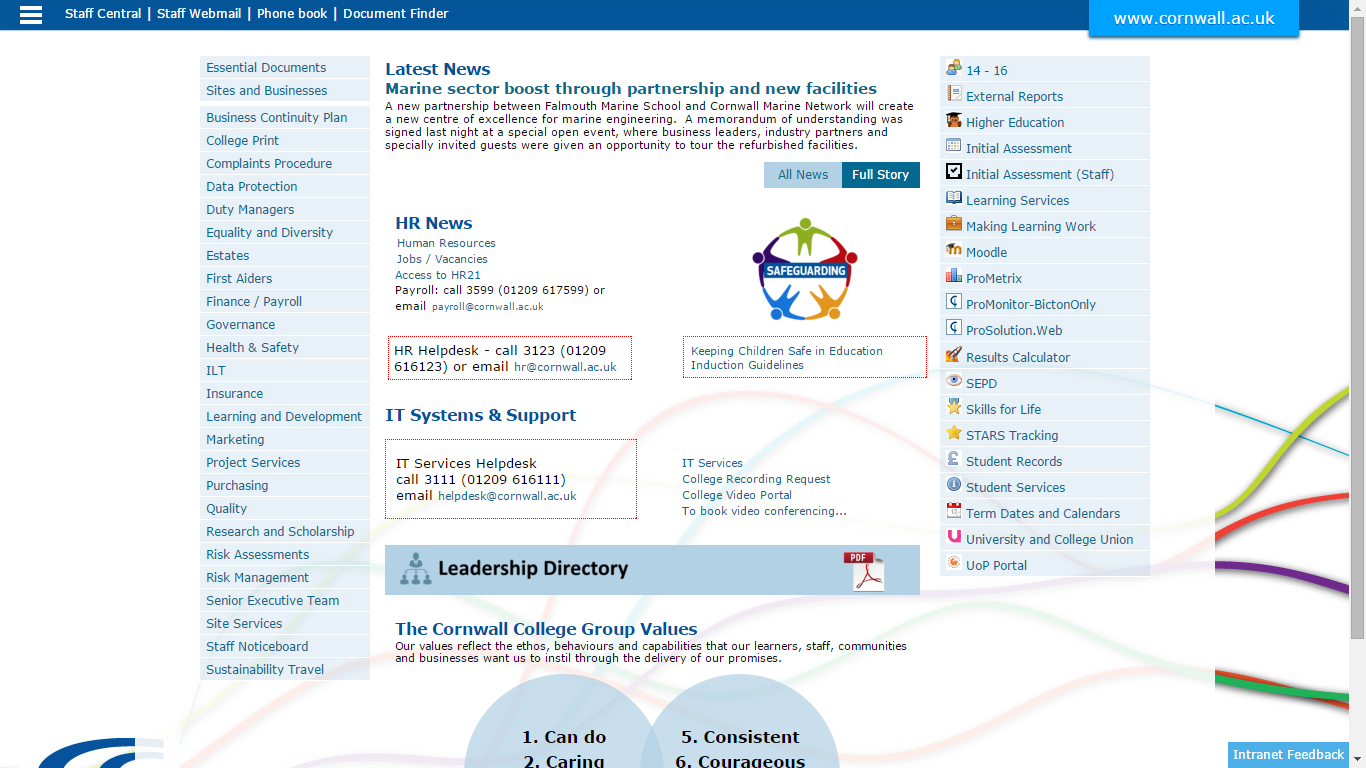 Staff Central | Staff Webmail | Phone book | Document Finder
www.cornwall.ac.uk
Essential Documents
Sites and Businesses
Business Continuity Plan
College Print
Complaints Procedure
Data Protection
Duty Managers
Equality and Diversity
Estates
First Aiders
Finance / Payroll
Governance
Health & Safety
ILT
Insurance
Learning and Development
Marketing
Project Services
Purchasing
Quality
Research and Scholarship
Risk Assessments
Risk Management
Senior Executive Team
Site Services
Staff Noticeboard
Sustainability Travel
Latest News
Marine sector boost through partnership and new facilities
A new partnership between Falmouth Marine School and Cornwall Marine Network will create
a new centre of excellence for marine engineering.  A memorandum of understanding was
signed last night at a special open event, where business leaders, industry partners and
specially invited guests were given an opportunity to tour the refurbished facilities.
All News
Full Story
HR News
Human Resources
Jobs / Vacancies
Access to HR21
Payroll: call 3599 (01209 617599) or
email payroll@cornwall.ac.uk
SAFEGUARDING
HR Helpdesk - call 3123 (01209
616123) or email hr@cornwall.ac.uk
Keeping Children Safe in Education
Induction Guidelines
IT Systems & Support
IT Services Helpdesk
call 3111 (01209 616111)
email helpdesk@cornwall.ac.uk
IT Services
College Recording Request
College Video Portal
To book video conferencing...
Leadership Directory
PDF
The Cornwall College Group Values
Our values reflect the ethos, behaviours and capabilities that our learners, staff, communities
and businesses want us to instil through the delivery of our promises.
1. Can do
2. Caring
5. Consistent
6. Courageous
14 - 16
External Reports
Higher Education
Initial Assessment
Initial Assessment (Staff)
Learning Services
Making Learning Work
Moodle
ProMetrix
ProMonitor-BictonOnly
ProSolution.Web
Results Calculator
SEPD
Skills for Life
STARS Tracking
Student Records
Student Services
Term Dates and Calendars
University and College Union
UoP Portal
Intranet Feedback